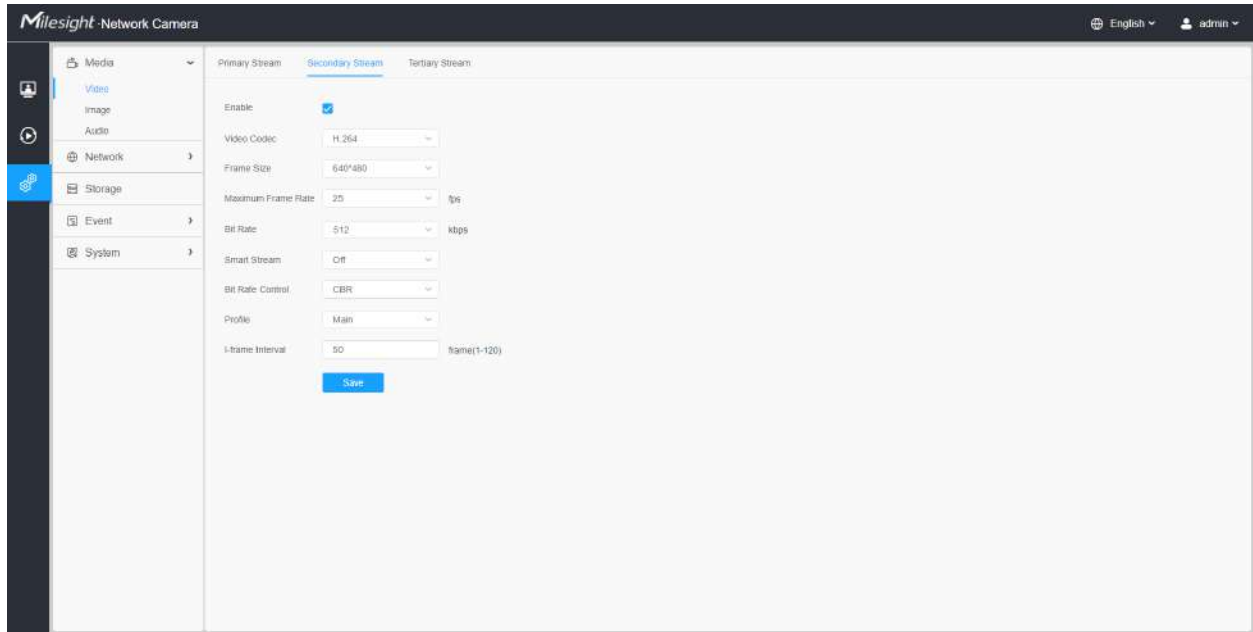 Milesight·Network Camera
English
admin
Media
Video
Image
Audio
Network
Storage
Event
System
Primary Stream Secondary Stream Tertiary Stream
Enable
Video Codec H.264
Frame Size 640*480
Maximum Frame Rate 25 fps
Bit Rate 512 kbps
Smart Stream Off
Bit Rate Control CBR
Profile Main
I-frame Interval 50 frame(1-120)
Save